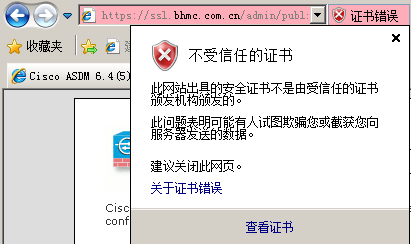 https://ssl.bhmc.com.cn/admin/publ
证书错误
收藏夹
Cisco ASDM 6.4(5)
不受信任的证书
此网站出具的安全证书不是由受信任的证书
颁发机构颁发的。
此问题表明可能有人试图欺骗您或截获您向
服务器发送的数据。
建议关闭此网页。
关于证书错误
Cisc
conf
查看证书